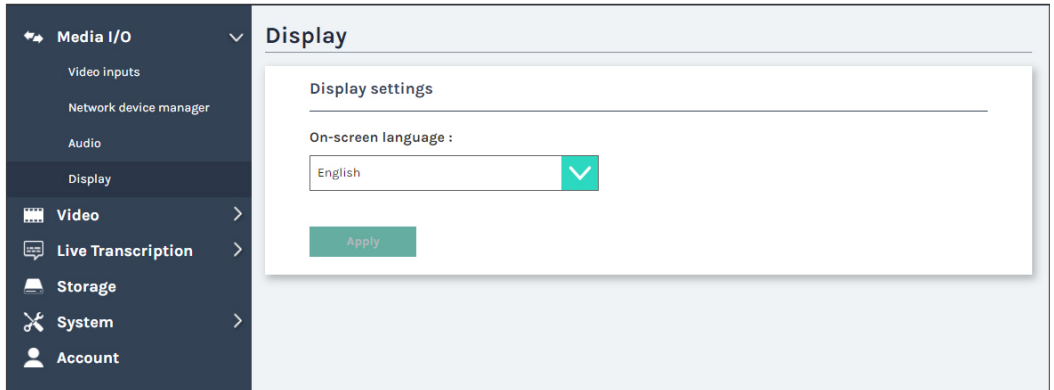 Media I/O
Video inputs
Network device manager
Audio
Display
Video
Live Transcription
Storage
System
Account
Display
Display settings
On-screen language :
English
Apply